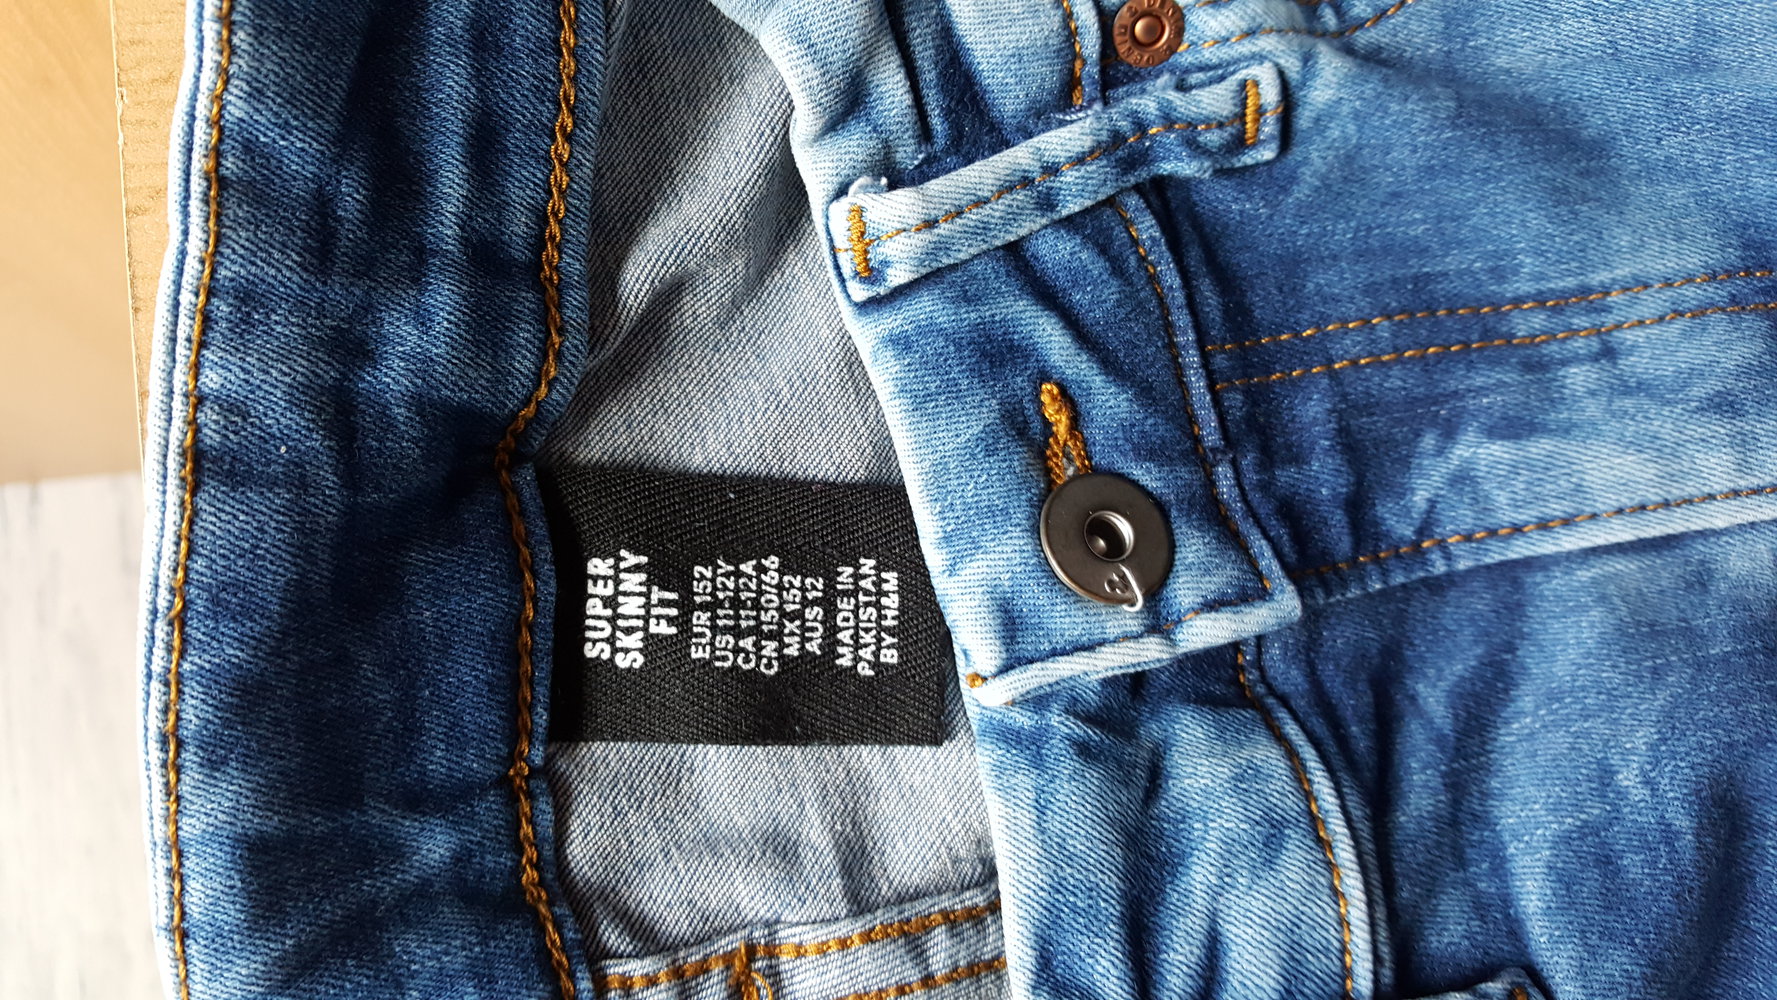 SUPER
SKINNY
FIT
EUR 152
US 11-12Y
CA 11-12A
CN 150/66
MX 152
AUS 12
MADE IN
PAKISTAN
BY H&M